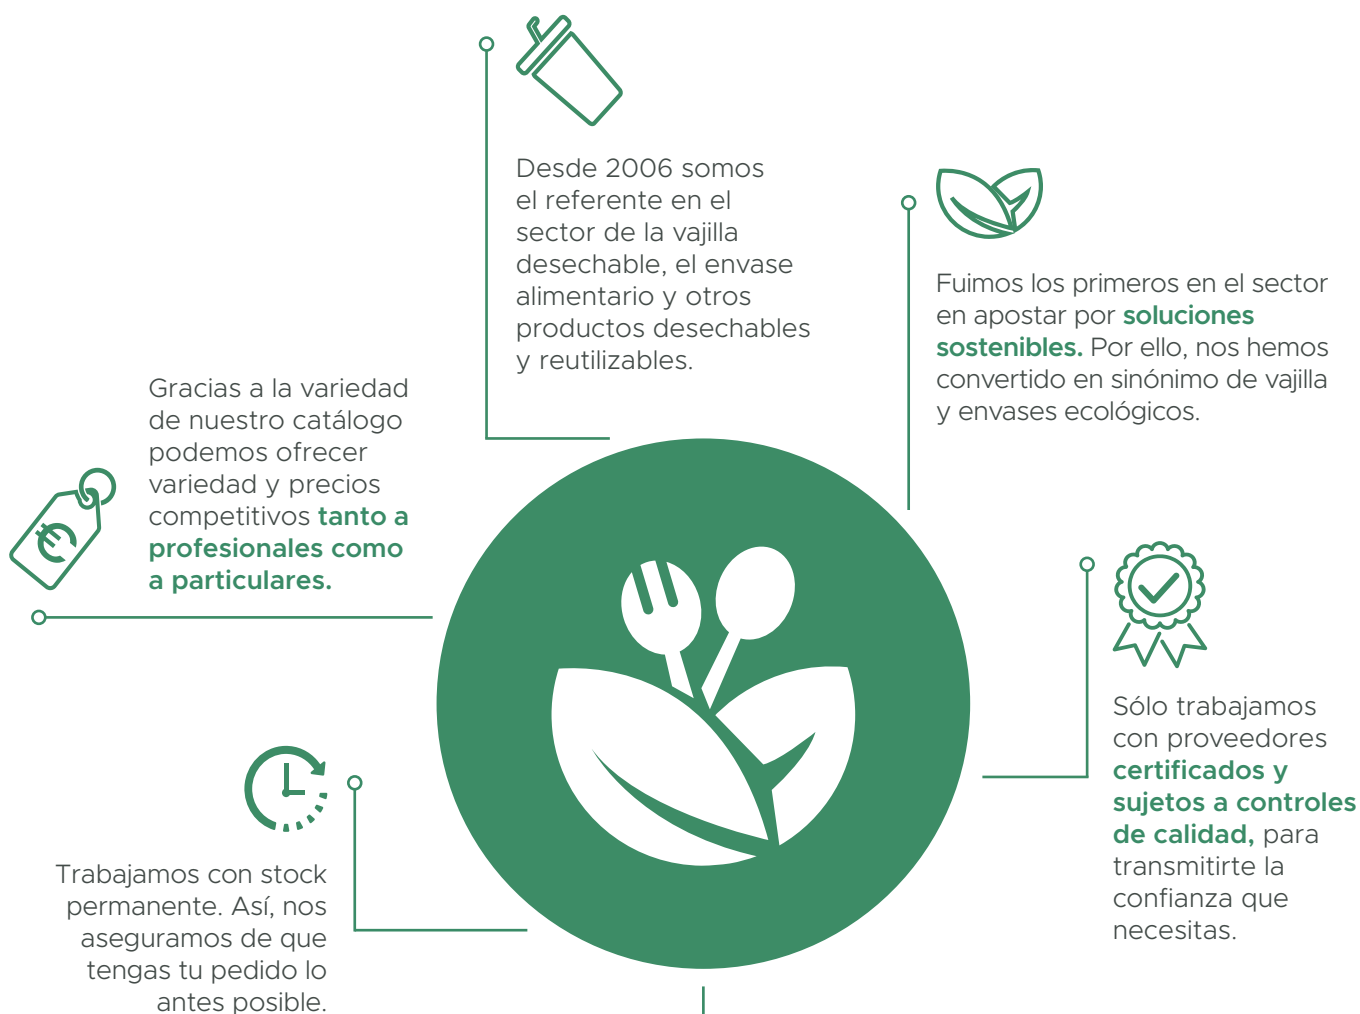 Desde 2006 somos
el referente en el
sector de la vajilla
desechable, el envase
alimentario y otros
productos desechables
y reutilizables.
Fuimos los primeros en el sector
en apostar por soluciones
sostenibles. Por ello, nos hemos
convertido en sinónimo de vajilla
y envases ecológicos.
Gracias a la variedad
de nuestro catálogo
podemos ofrecer
variedad y precios
competitivos tanto a
profesionales como
a particulares.
Sólo trabajamos
con proveedores
certificados y
sujetos a controles
de calidad, para
transmitirte la
confianza que
necesitas.
Trabajamos con stock
permanente. Así, nos
aseguramos de que
tengas tu pedido lo
antes posible.